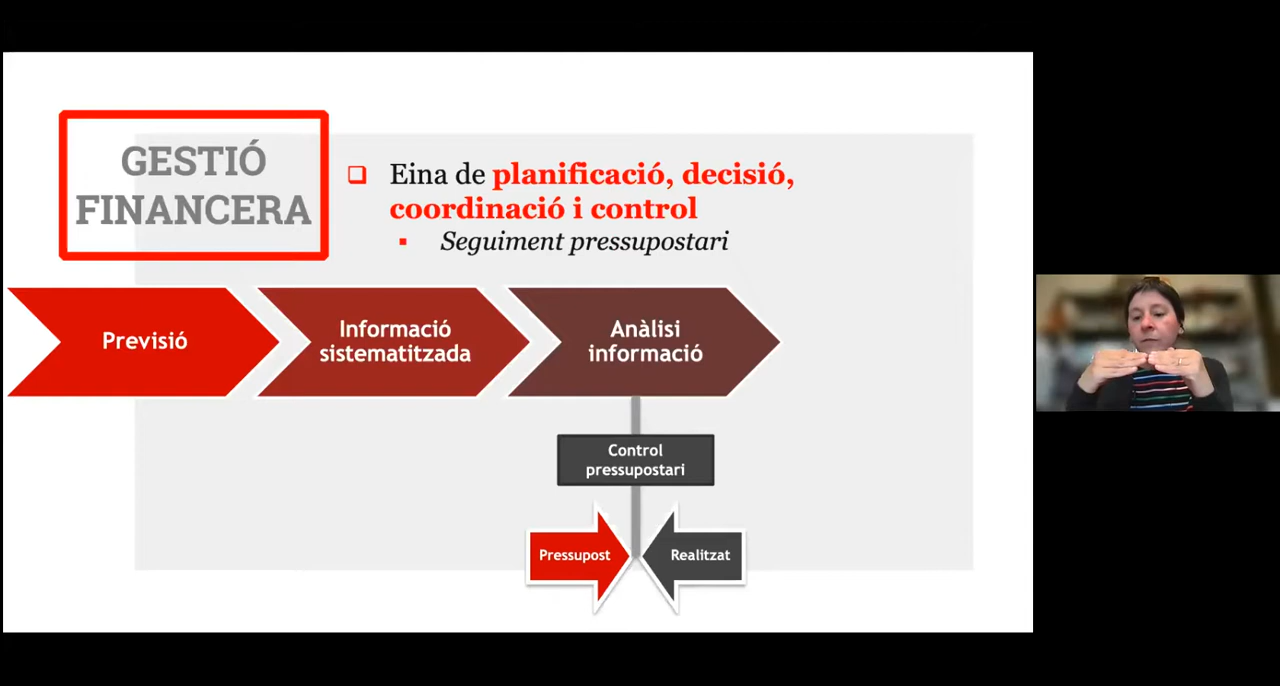 GESTIÓ
FINANCERA
Eina de planificació, decisió,
coordinació i control
Seguiment pressupostari
Previsió
Informació
sistematitzada
Anàlisi
informació
Control
pressupostari
Pressupost
Realitzat